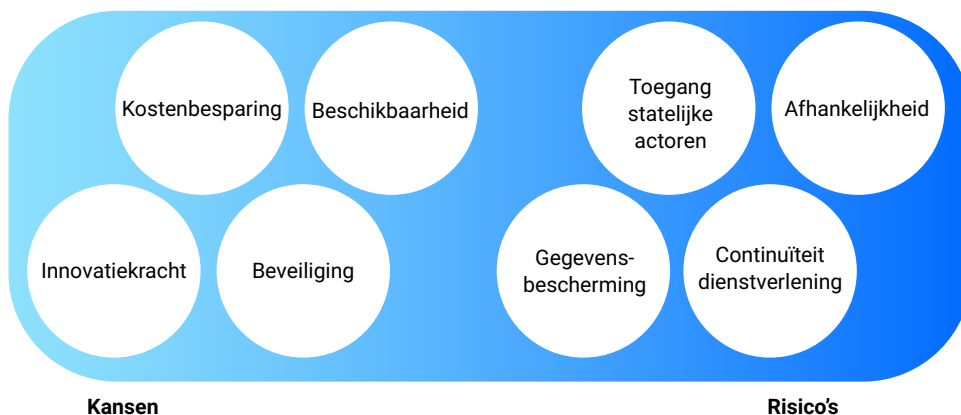 Kostenbesparing
Beschikbaarheid
Toegang
statelijke
actoren
Afhankelijkheid
Innovatiekracht
Beveiliging
Gegevens-
bescherming
Continuïteit
dienstverlening
Kansen
Risico’s